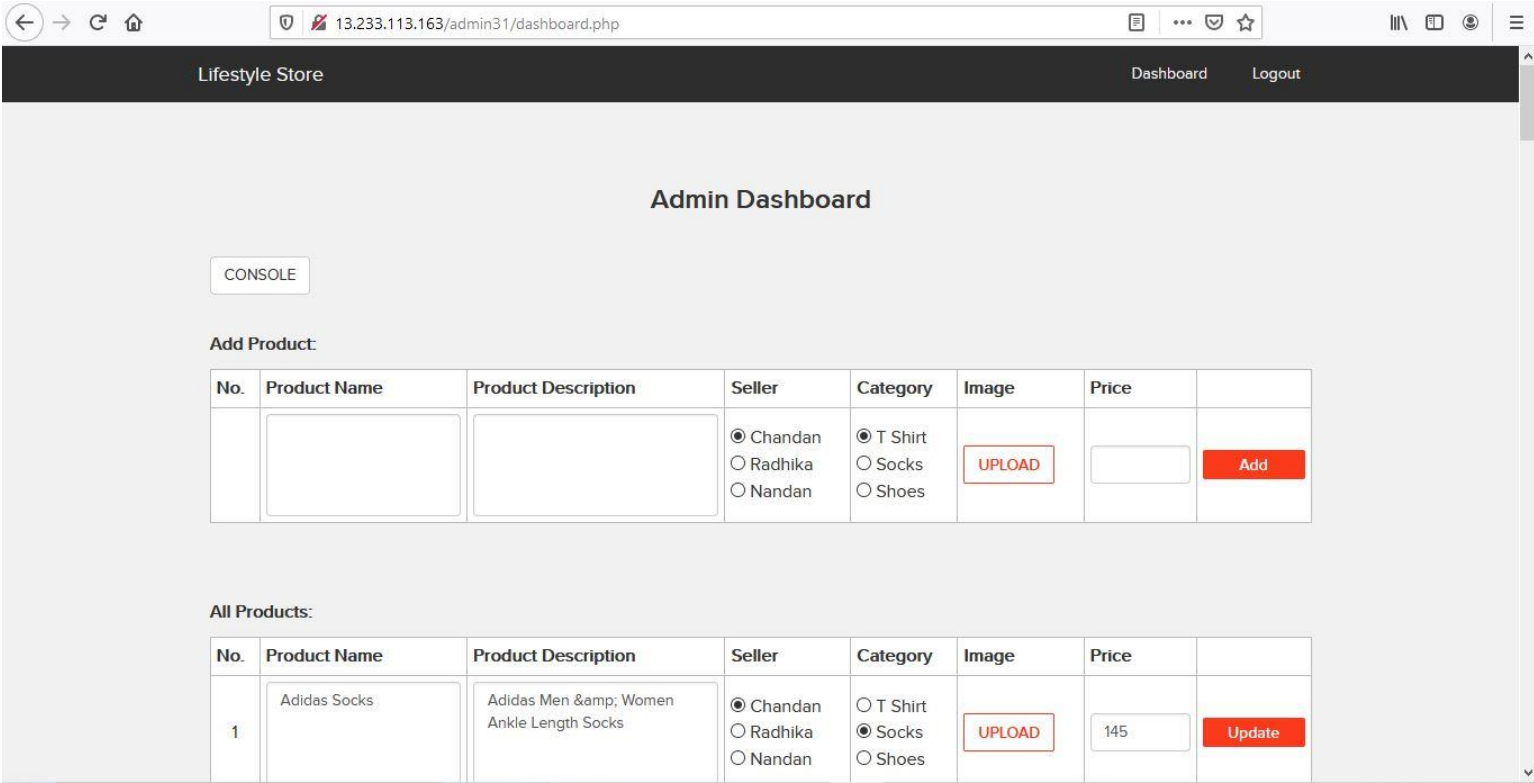 13.233.113.163/admin31/dashboard.php
Lifestyle Store Dashboard Logout
Admin Dashboard
CONSOLE
Add Product:
No. Product Name Product Description Seller Category Image Price
Chandan T Shirt
Radhika Socks UPLOAD Add
Nandan Shoes
All Products:
No. Product Name Product Description Seller Category Image Price
Adidas Socks Adidas Men &amp; Women Chandan T Shirt
1 Ankle Length Socks Radhika Socks UPLOAD 145 Update
Nandan Shoes